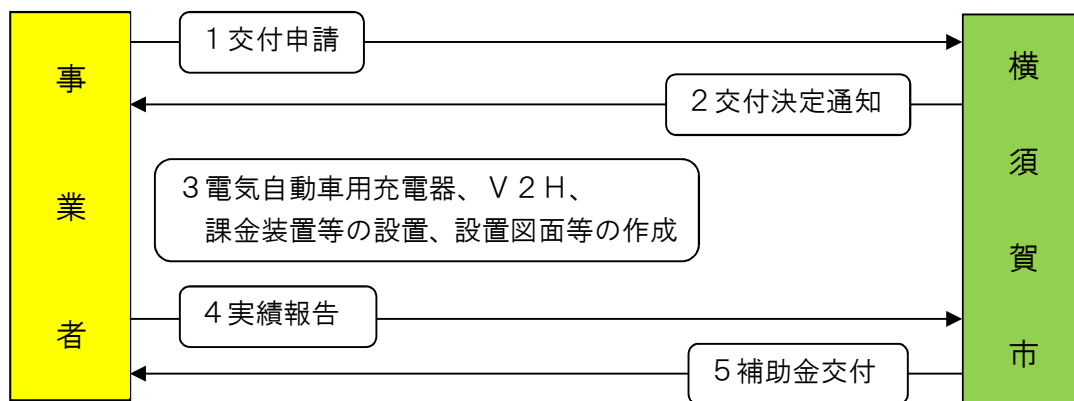 事業者
１交付申請
２交付決定通知
３電気自動車用充電器、Ｖ２Ｈ、
課金装置等の設置、設置図面等の作成
４実績報告
５補助金交付
横須賀市